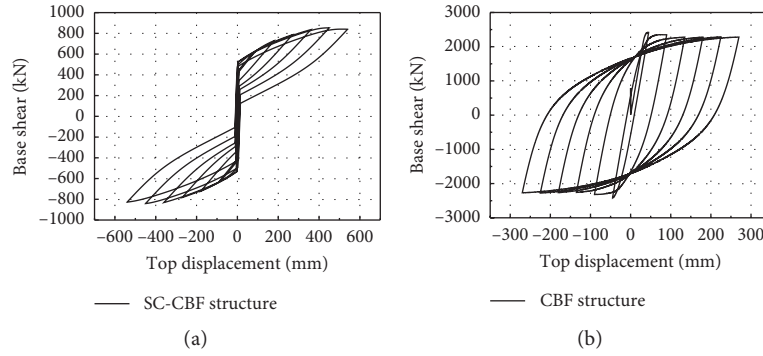 1000
800
600
400
200
0
−200
−400
−600
−800
−1000
Base shear (kN)
−600 −400 −200 0 200 400 600
Top displacement (mm)
SC-CBF structure
(a)
3000
2000
1000
0
−1000
−2000
−3000
Base shear (kN)
−300 −200 −100 0 100 200 300
Top displacement (mm)
CBF structure
(b)